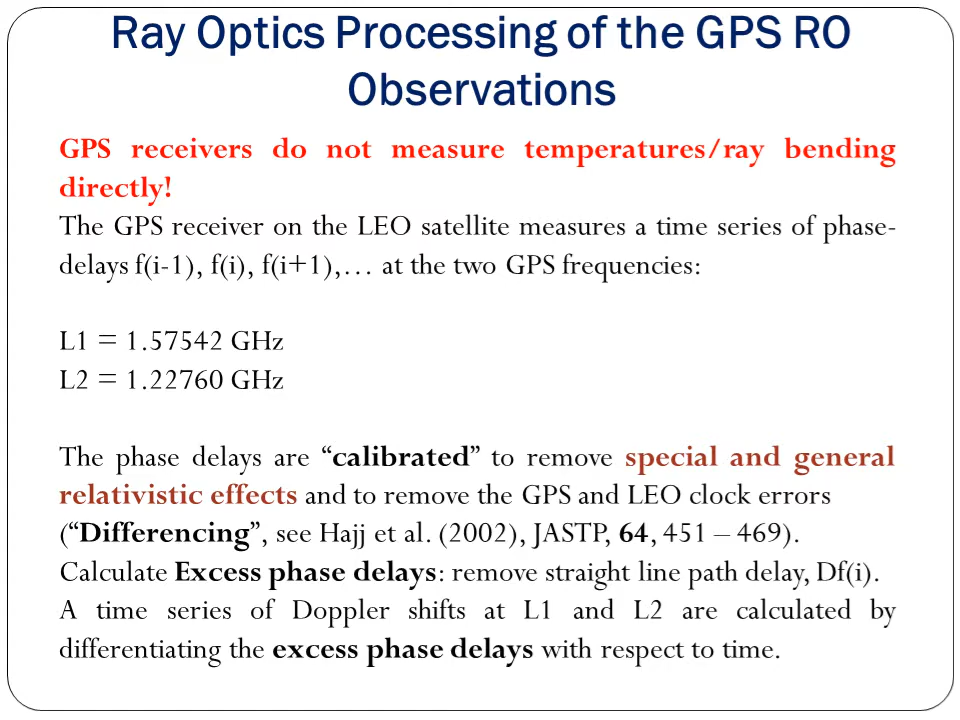 Ray Optics Processing of the GPS RO
Observations
GPS receivers do not measure temperatures/ray bending
directly!
The GPS receiver on the LEO satellite measures a time series of phase-
delays f(i-1), f(i), f(i+1),… at the two GPS frequencies:
L1 = 1.57542 GHz
L2 = 1.22760 GHz
The phase delays are “calibrated” to remove special and general
relativistic effects and to remove the GPS and LEO clock errors
(“Differencing”, see Hajj et al. (2002), JASTP, 64, 451 – 469).
Calculate Excess phase delays: remove straight line path delay, Df(i).
A time series of Doppler shifts at L1 and L2 are calculated by
differentiating the excess phase delays with respect to time.